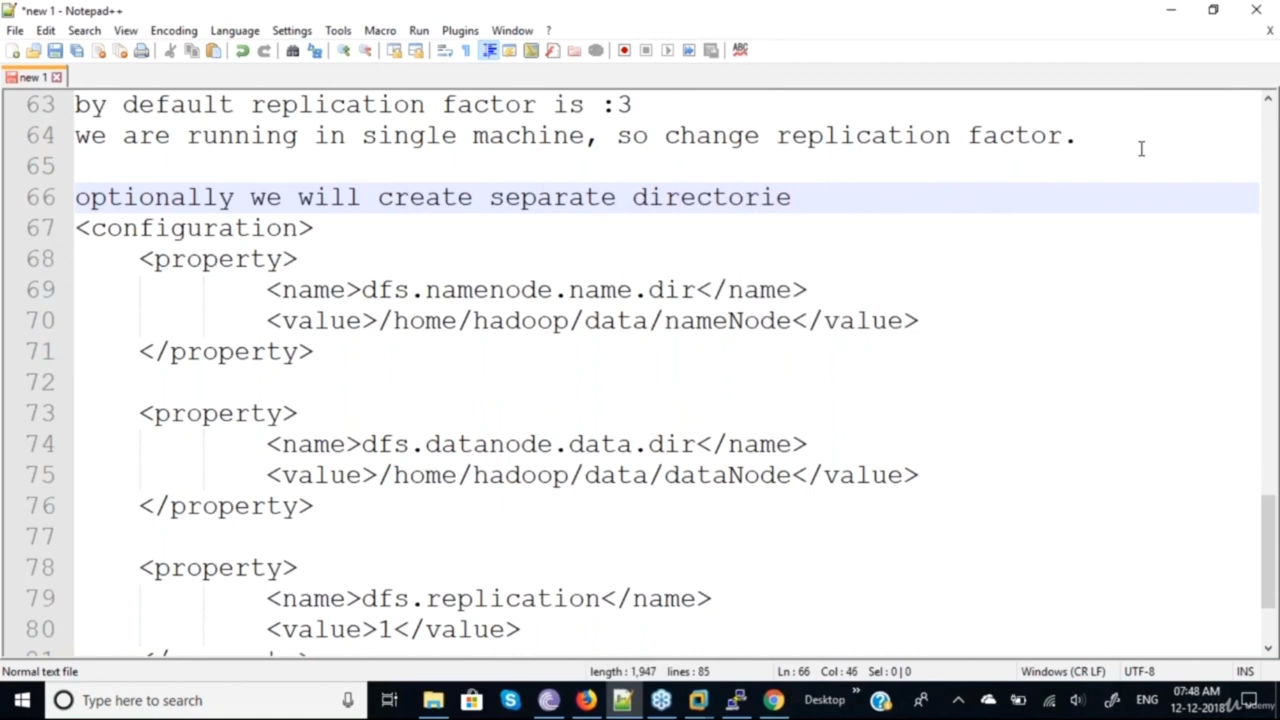 *new 1 - Notepad++
File Edit Search View Encoding Language Settings Tools Macro Run Plugins Window ? X
new 1
63 by default replication factor is :3
64 we are running in single machine, so change replication factor.
65
66 optionally we will create separate directorie
67 <configuration>
68 <property>
69 <name>dfs.namenode.name.dir</name>
70 <value>/home/hadoop/data/nameNode</value>
71 </property>
72
73 <property>
74 <name>dfs.datanode.data.dir</name>
75 <value>/home/hadoop/data/dataNode</value>
76 </property>
77
78 <property>
79 <name>dfs.replication</name>
80 <value>1</value>
Normal text file length : 1,947 lines : 85 Ln : 66 Col : 46 Sel : 0 | 0 Windows (CR LF) UTF-8 INS
Type here to search Desktop ENG 07:48 AM
12-12-2018 Udemy